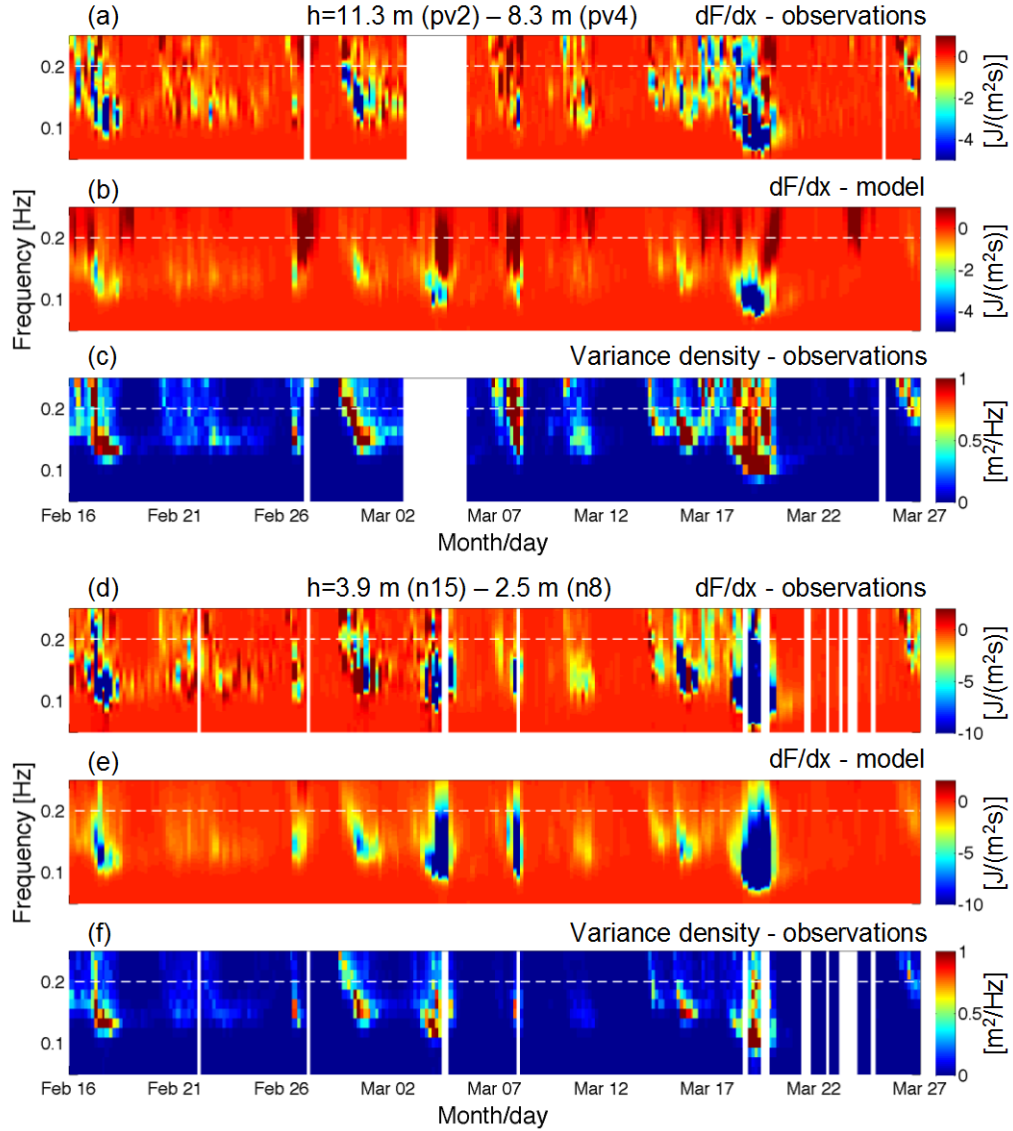 (a) h=11.3 m (pv2) – 8.3 m (pv4) dF/dx - observations
0.2
0.1
0
-2
-4
[J/(m²s)]
(b) dF/dx - model
0.2
0.1
0
-2
-4
[J/(m²s)]
Frequency [Hz]
(c) Variance density - observations
0.2
0.1
1
0.5
0
[m²/Hz]
Feb 16 Feb 21 Feb 26 Mar 02 Mar 07 Mar 12 Mar 17 Mar 22 Mar 27
Month/day
(d) h=3.9 m (n15) – 2.5 m (n8) dF/dx - observations
0.2
0.1
0
-5
-10
[J/(m²s)]
(e) dF/dx - model
0.2
0.1
0
-5
-10
[J/(m²s)]
Frequency [Hz]
(f) Variance density - observations
0.2
0.1
1
0.5
0
[m²/Hz]
Feb 16 Feb 21 Feb 26 Mar 02 Mar 07 Mar 12 Mar 17 Mar 22 Mar 27
Month/day